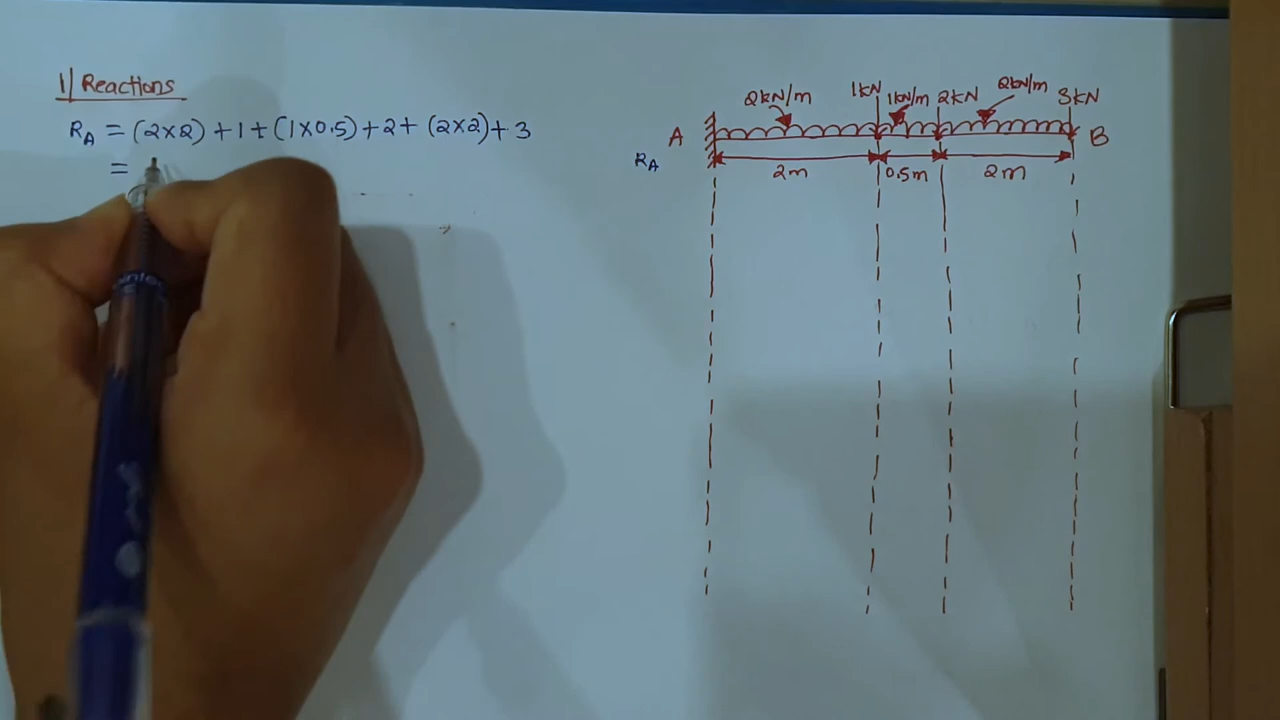 1) Reactions
RA = (2×2) + 1 + (1×0.5) + 2 + (2×2) + 3
=
2kN/m 1kN 1kN/m 2kN 2kN/m 3kN
A B
RA 2m 0.5m 2m